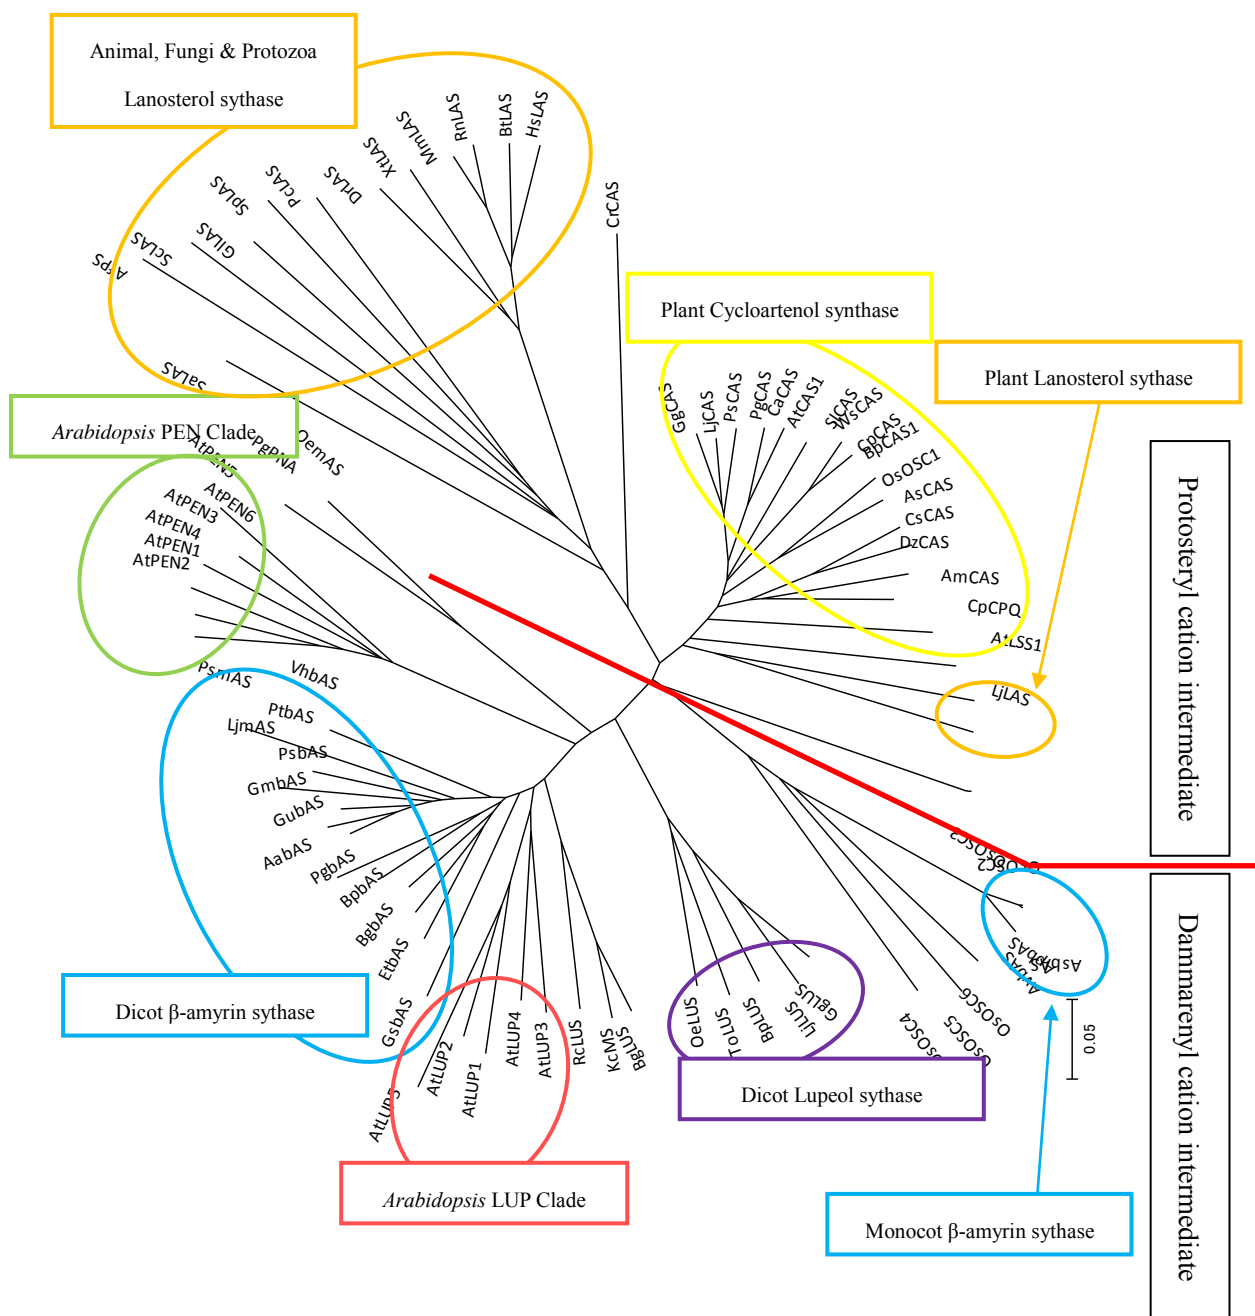 Animal, Fungi & Protozoa
Lanosterol sythase
HsLAS
BtLAS
RnLAS
MmLAS
XtLAS
DrLAS
PcLAS
SpLAS
GlLAS
ScLAS
AfPS
SaLAS
CrCAS
Plant Cycloartenol synthase
Plant Lanosterol sythase
GgCAS
LjCAS
PsCAS
PgCAS
CaCAS
AtCAS1
SlCAS
WsCAS
CpCAS
BpCAS1
OsOSC1
AsCAS
CsCAS
DzCAS
AmCAS
CpCPQ
AtLSS1
LjLAS
Arabidopsis PEN Clade
OemAS
PgPNA
AtPEN5
AtPEN6
AtPEN3
AtPEN4
AtPEN1
AtPEN2
Protosteryl cation intermediate
PsmAS
VhbAS
PtbAS
LjmAS
PsbAS
GmbAS
GubAS
AabAS
PgbAS
BpbAS
BgbAS
EtbAS
GsbAS
Dicot β-amyrin sythase
AtLUP5
AtLUP2
AtLUP1
AtLUP4
AtLUP3
RcLUS
KcMS
BgLUS
Arabidopsis LUP Clade
OeLUS
ToLUS
BpLUS
LjLUS
GgLUS
Dicot Lupeol sythase
OsOSC4
OsOSC5
OsOSC6
AsbAS
0.05
Monocot β-amyrin sythase
Dammarenyl cation intermediate